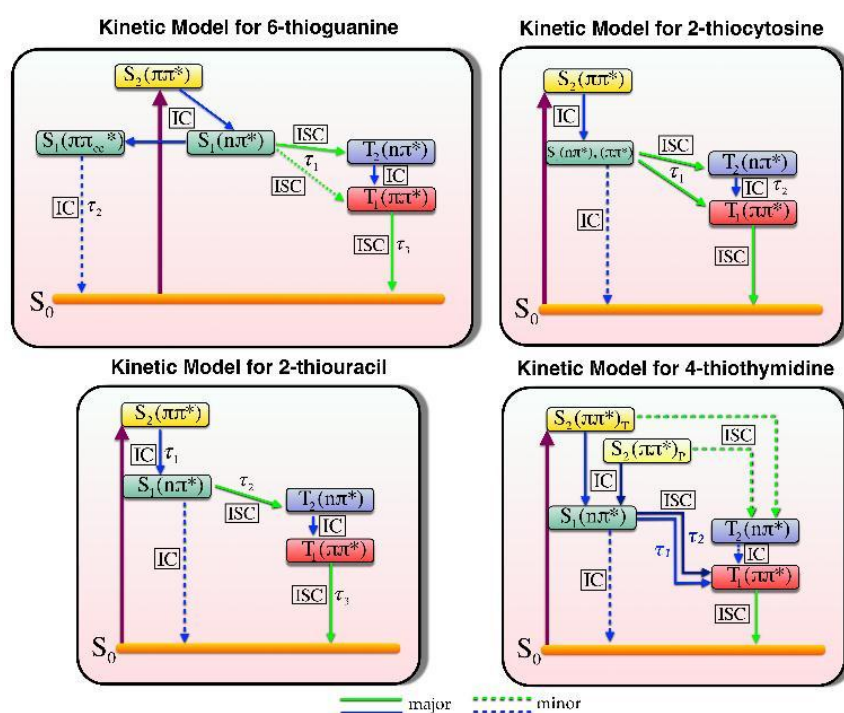 Kinetic Model for 6-thioguanine
S₂(ππ*)
IC
S₁(ππcc*)
S₁(nπ*)
ISC
τ₁
ISC
T₂(nπ*)
IC
T₁(ππ*)
IC
τ₂
ISC
τ₃
S₀
Kinetic Model for 2-thiocytosine
S₂(ππ*)
IC
S (nπ*), (ππ*)
ISC
τ₁
T₂(nπ*)
IC
τ₂
T₁(ππ*)
IC
ISC
S₀
Kinetic Model for 2-thiouracil
S₂(ππ*)
IC
τ₁
S₁(nπ*)
τ₂
ISC
T₂(nπ*)
IC
T₁(ππ*)
IC
ISC
τ₃
S₀
Kinetic Model for 4-thiothymidine
S₂(ππ*)T
S₂(ππ*)P
ISC
IC
S₁(nπ*)
ISC
τ₂
τ₁
T₂(nπ*)
IC
T₁(ππ*)
IC
ISC
S₀
major
minor